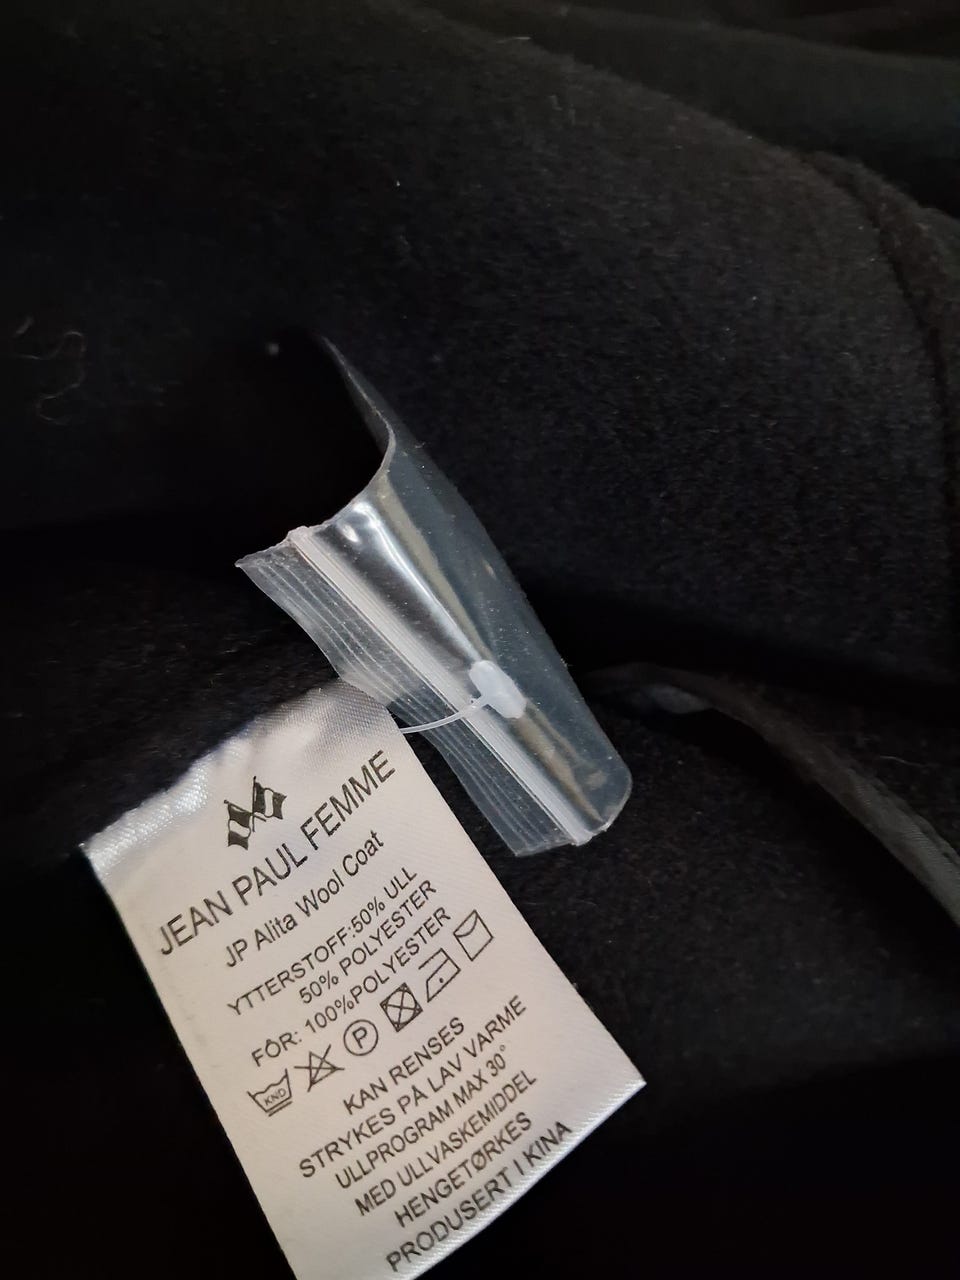 JEAN PAUL FEMME
JP Alita Wool Coat
YTTERSTOFF:50% ULL
50% POLYESTER
FÔR: 100%POLYESTER
KND P
KAN RENSES
STRYKES PÅ LAV VARME
ULLPROGRAM MAX 30°
MED ULLVASKEMIDDEL
HENGETØRKES
PRODUSERT I KINA